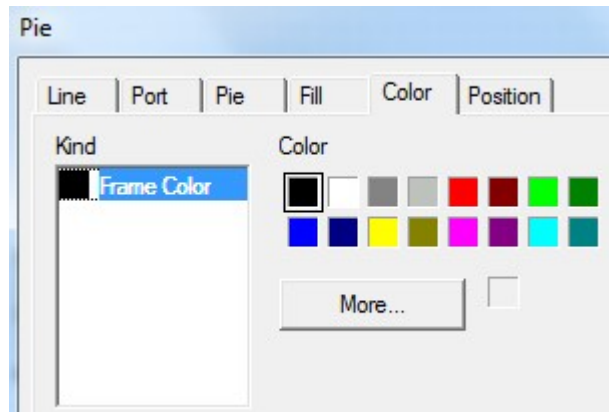 Pie
Line Port Pie Fill Color Position
Kind Color
Frame Color
More...